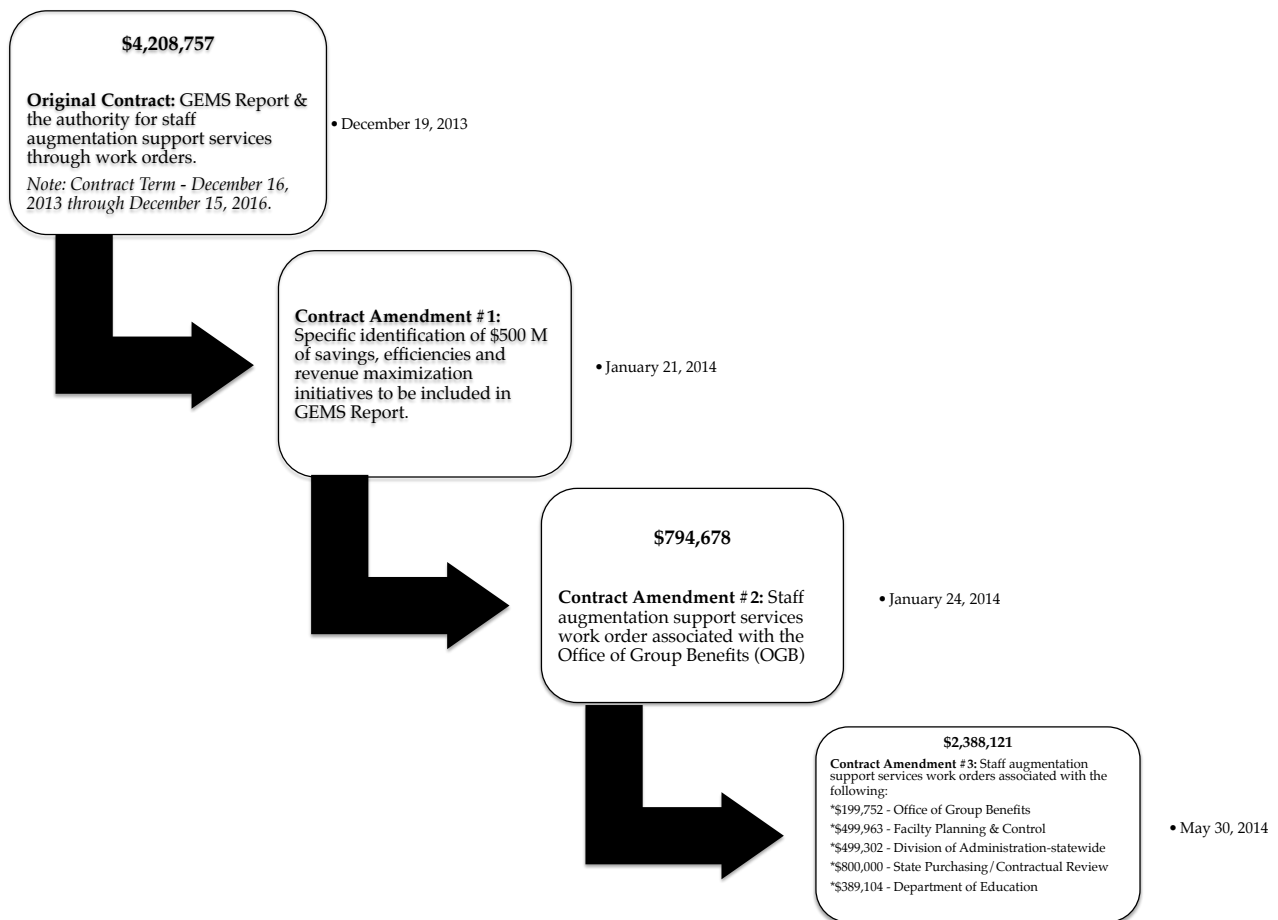 $4,208,757
Original Contract: GEMS Report &
the authority for staff
augmentation support services
through work orders.
Note: Contract Term - December 16,
2013 through December 15, 2016.
• December 19, 2013
Contract Amendment #1:
Specific identification of $500 M
of savings, efficiencies and
revenue maximization
initiatives to be included in
GEMS Report.
• January 21, 2014
$794,678
Contract Amendment #2: Staff
augmentation support services
work order associated with the
Office of Group Benefits (OGB)
• January 24, 2014
$2,388,121
Contract Amendment #3: Staff augmentation
support services work orders associated with the
following:
*$199,752 - Office of Group Benefits
*$499,963 - Facilty Planning & Control
*$499,302 - Division of Administration-statewide
*$800,000 - State Purchasing/Contractual Review
*$389,104 - Department of Education
• May 30, 2014